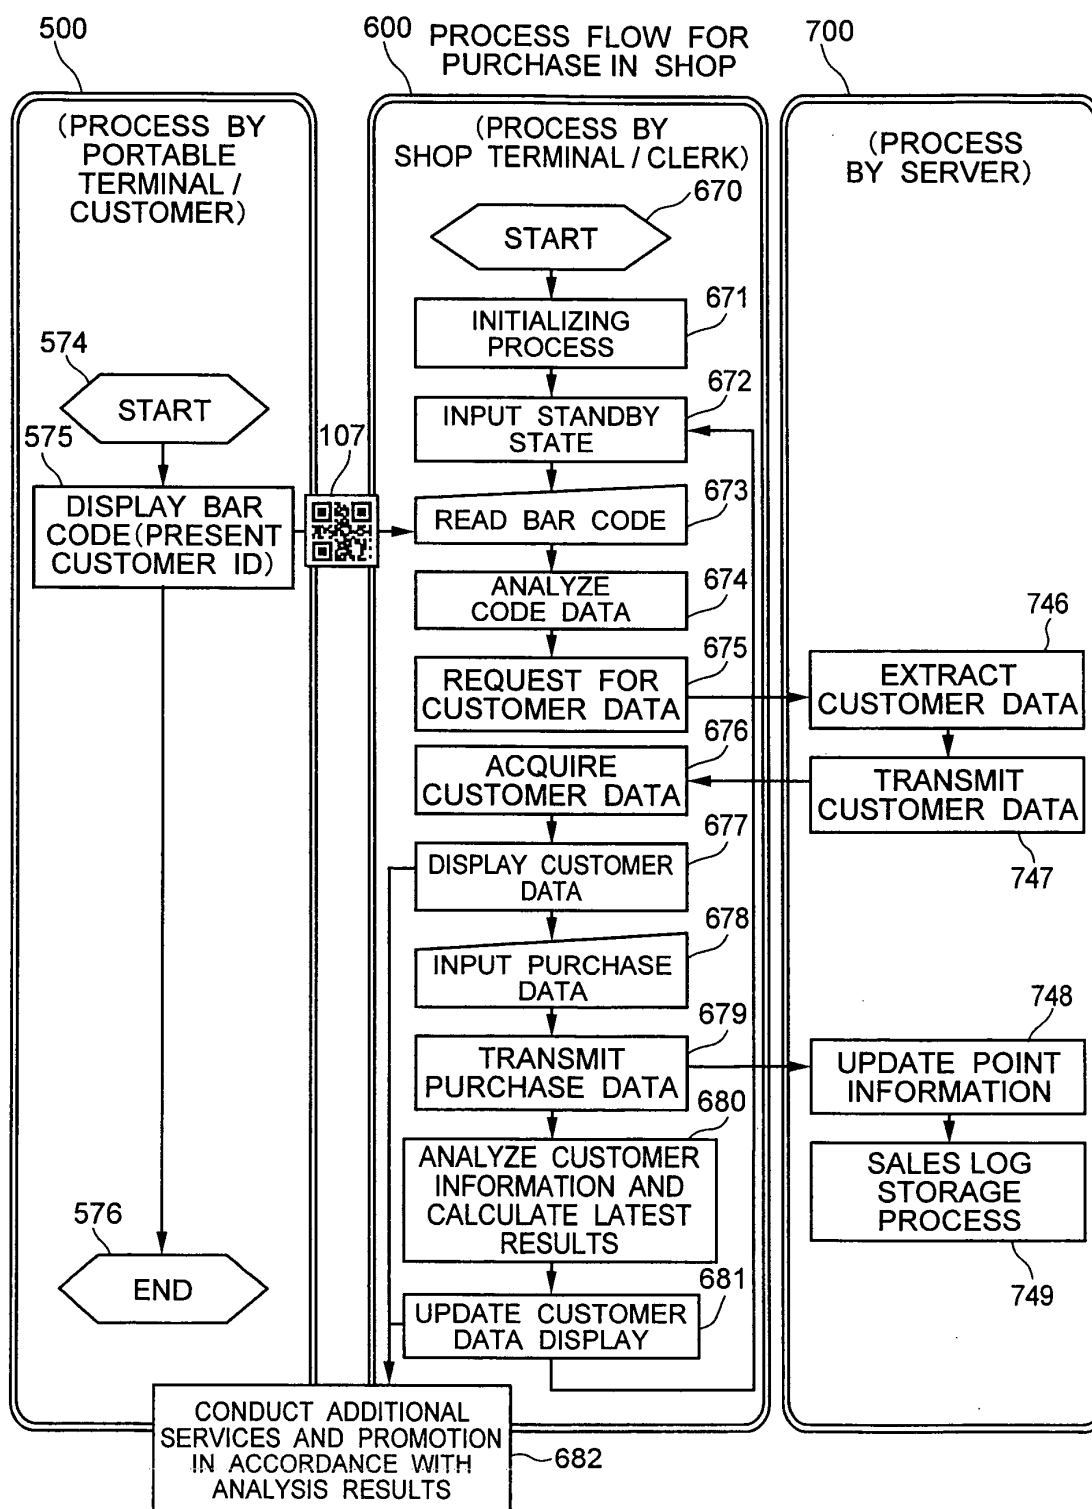 500
600
PROCESS FLOW FOR
PURCHASE IN SHOP
700
(PROCESS BY
PORTABLE
TERMINAL /
CUSTOMER)
574
START
575
DISPLAY BAR
CODE(PRESENT
CUSTOMER ID)
107
576
END
(PROCESS BY
SHOP TERMINAL / CLERK)
670
START
671
INITIALIZING
PROCESS
672
INPUT STANDBY
STATE
673
READ BAR CODE
674
ANALYZE
CODE DATA
675
REQUEST FOR
CUSTOMER DATA
676
ACQUIRE
CUSTOMER DATA
677
DISPLAY CUSTOMER
DATA
678
INPUT PURCHASE
DATA
679
TRANSMIT
PURCHASE DATA
680
ANALYZE CUSTOMER
INFORMATION AND
CALCULATE LATEST
RESULTS
681
UPDATE CUSTOMER
DATA DISPLAY
CONDUCT ADDITIONAL
SERVICES AND PROMOTION
IN ACCORDANCE WITH
ANALYSIS RESULTS
682
(PROCESS
BY SERVER)
746
EXTRACT
CUSTOMER DATA
TRANSMIT
CUSTOMER DATA
747
748
UPDATE POINT
INFORMATION
SALES LOG
STORAGE
PROCESS
749